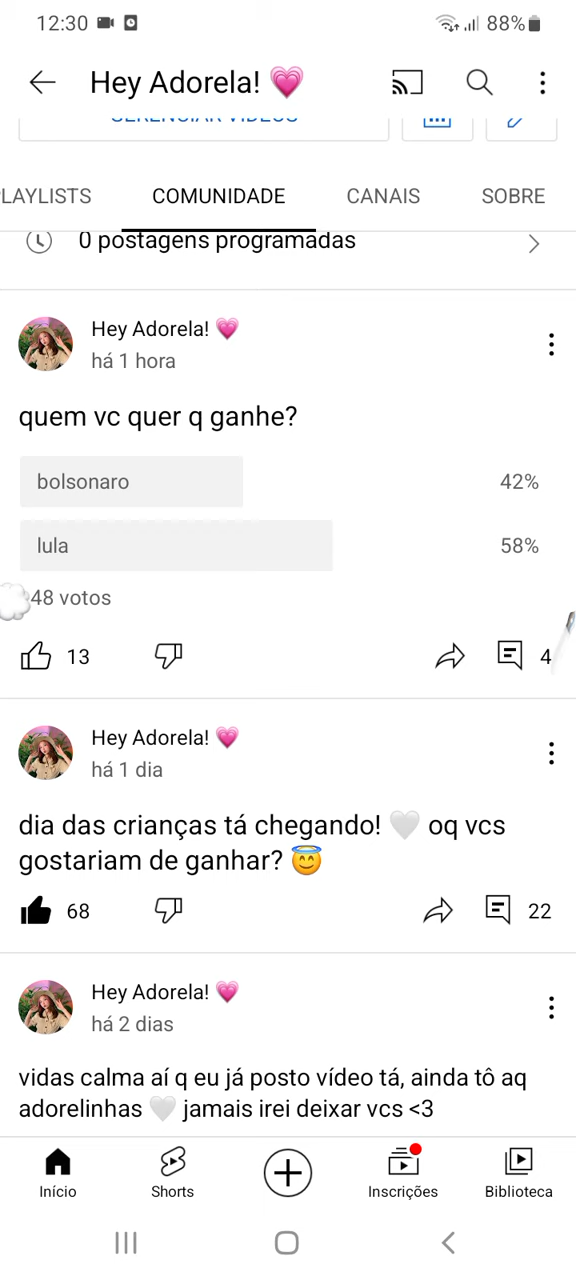 12:30 88%
Hey Adorela! 💗
GERENCIAR VÍDEOS
PLAYLISTS COMUNIDADE CANAIS SOBRE
0 postagens programadas
Hey Adorela! 💗
há 1 hora
quem vc quer q ganhe?
bolsonaro 42%
lula 58%
48 votos
13 4
Hey Adorela! 💗
há 1 dia
dia das crianças tá chegando! 🤍 oq vcs
gostariam de ganhar? 😇
68 22
Hey Adorela! 💗
há 2 dias
vidas calma aí q eu já posto vídeo tá, ainda tô aq
adorelinhas 🤍 jamais irei deixar vcs <3
Início Shorts Inscrições Biblioteca